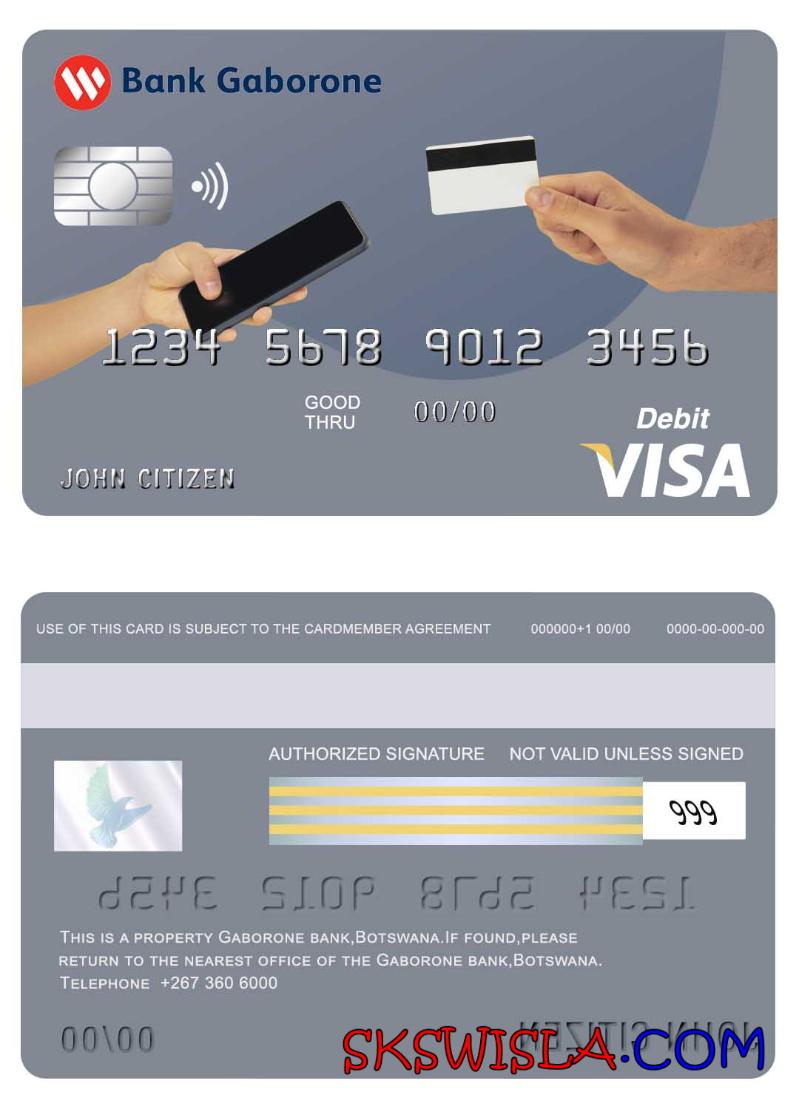 Bank Gaborone
1234 5678 9012 3456
GOOD THRU 00/00
Debit
VISA
JOHN CITIZEN
USE OF THIS CARD IS SUBJECT TO THE CARDMEMBER AGREEMENT 000000+1 00/00 0000-00-000-00
AUTHORIZED SIGNATURE NOT VALID UNLESS SIGNED
999
1234 5678 9012 3456
THIS IS A PROPERTY GABORONE BANK,BOTSWANA.IF FOUND,PLEASE
RETURN TO THE NEAREST OFFICE OF THE GABORONE BANK,BOTSWANA.
TELEPHONE +267 360 6000
00/00 JOHN CITIZEN
SKSWISLA.COM